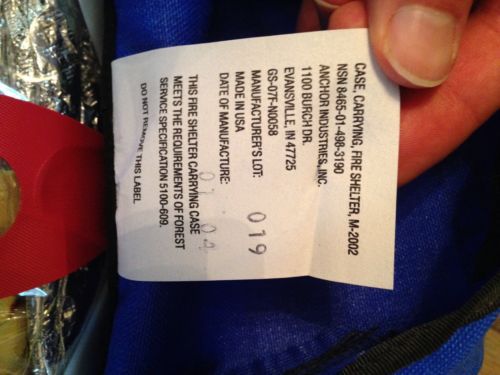 CASE, CARRYING, FIRE SHELTER, M-2002
NSN 8465-01-498-3190
ANCHOR INDUSTRIES, INC.
1100 BURCH DR.
EVANSVILLE, IN 47725
GS-07F-N0058
MANUFACTURER'S LOT: 019
MADE IN USA
DATE OF MANUFACTURE: 01 04
THIS FIRE SHELTER CARRYING CASE
MEETS THE REQUIREMENTS OF FOREST
SERVICE SPECIFICATION 5100-609.
DO NOT REMOVE THIS LABEL